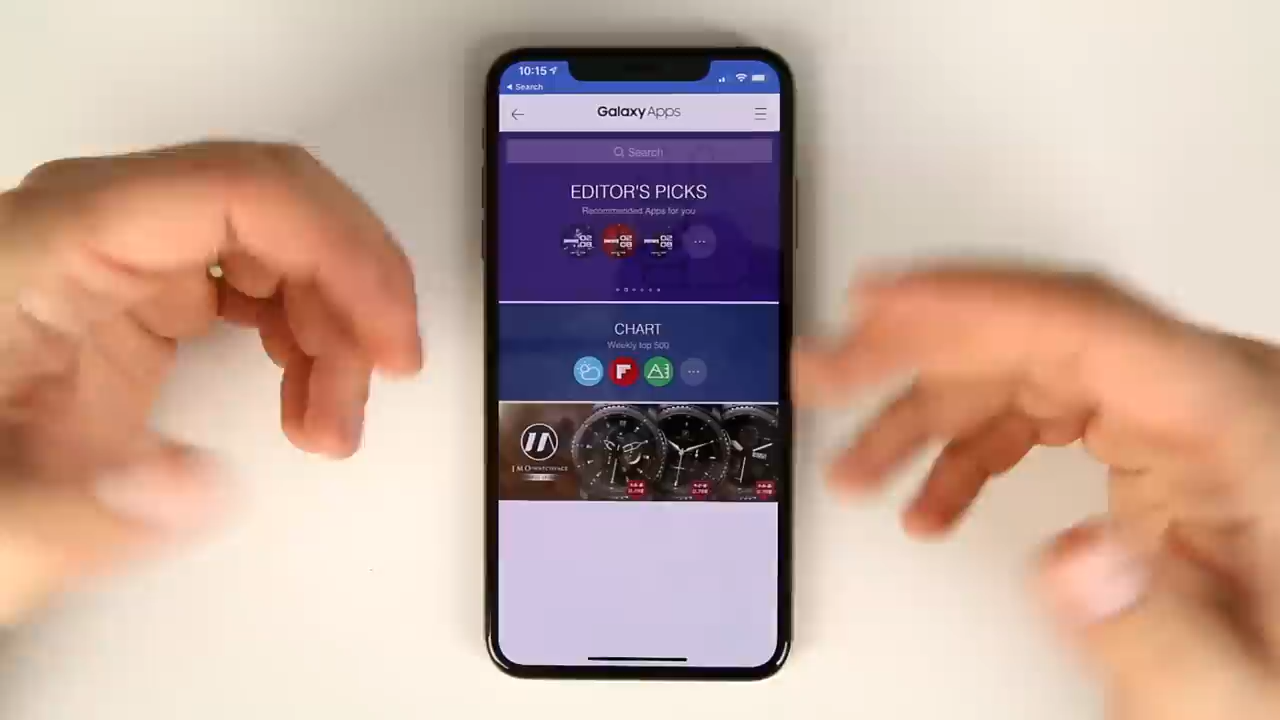 10:15
Search
Galaxy Apps
Search
EDITOR'S PICKS
Recommended Apps for you
CHART
Weekly top 500